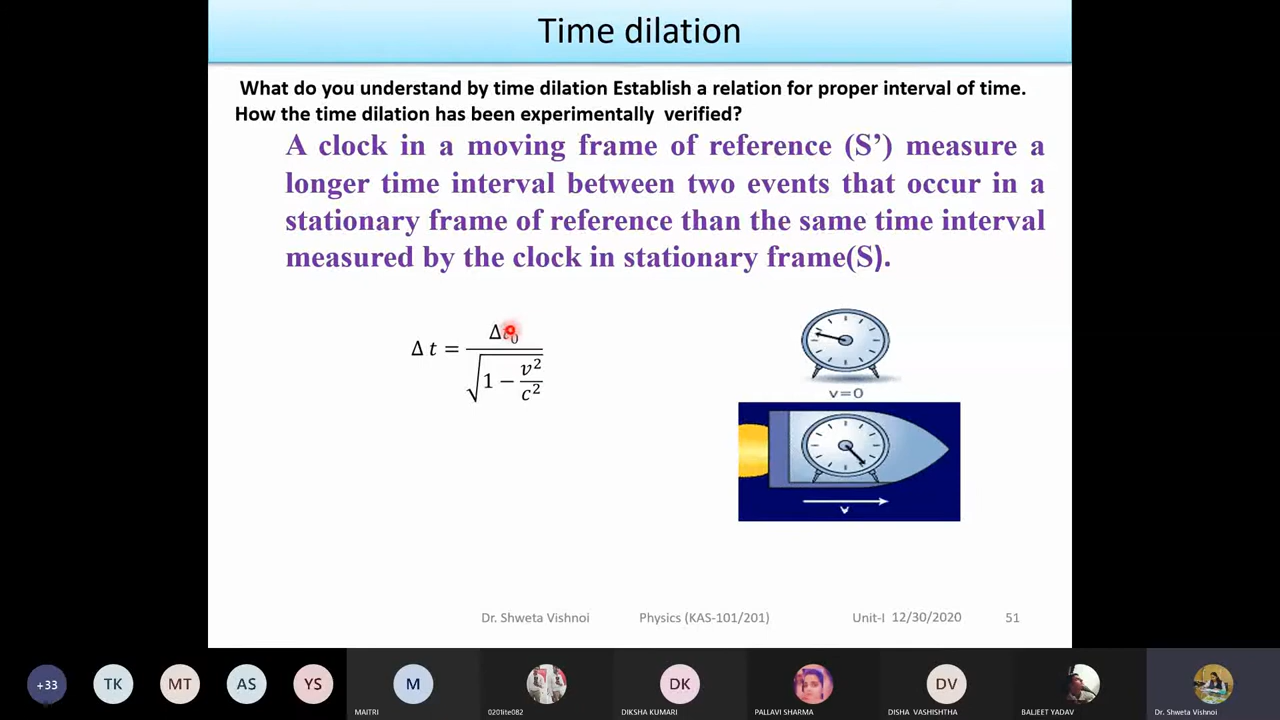 Time dilation
What do you understand by time dilation Establish a relation for proper interval of time.
How the time dilation has been experimentally verified?
A clock in a moving frame of reference (S’) measure a
longer time interval between two events that occur in a
stationary frame of reference than the same time interval
measured by the clock in stationary frame(S).
Δ t = Δt₀ / √(1 − v²/c²)
v=0
v
Dr. Shweta Vishnoi Physics (KAS-101/201) Unit-I 12/30/2020 51
+33 TK MT AS YS M DK DV
MAITRI 0201ite082 DIKSHA KUMARI PALLAVI SHARMA DISHA VASHISHTHA BALJEET YADAV Dr. Shweta Vishnoi